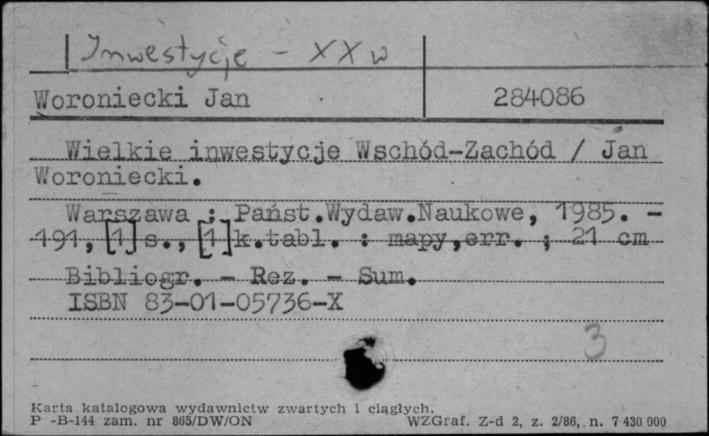 Inwestycje - XX w
Woroniecki Jan 284086
Wielkie inwestycje Wschód-Zachód / Jan
Woroniecki.
Warszawa : Państ.Wydaw.Naukowe, 1985. -
191, [1] s., [1] k.tabl. : mapy,err. ; 21 cm
Bibliogr. - Rez. - Sum.
ISBN 83-01-05736-X
3
Karta katalogowa wydawnictw zwartych i ciągłych.
P -B-144 zam. nr 865/DW/ON WZGraf. Z-d 2, z. 2/86, n. 7 430 000